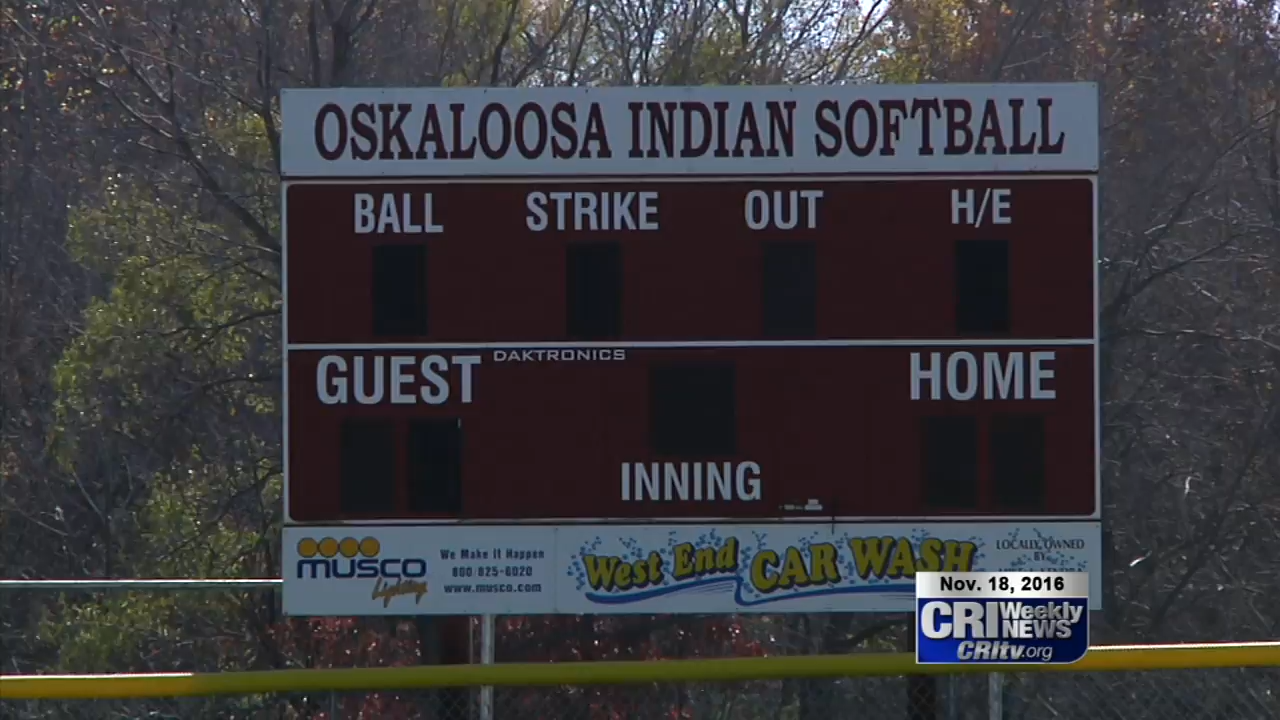 OSKALOOSA INDIAN SOFTBALL
BALL STRIKE OUT H/E
GUEST DAKTRONICS HOME
INNING
MUSCO Lighting
We Make It Happen
800/825-6020
www.musco.com
West End CAR WASH
LOCALLY OWNED
BY
Nov. 18, 2016
CRI Weekly NEWS
CRItv.org